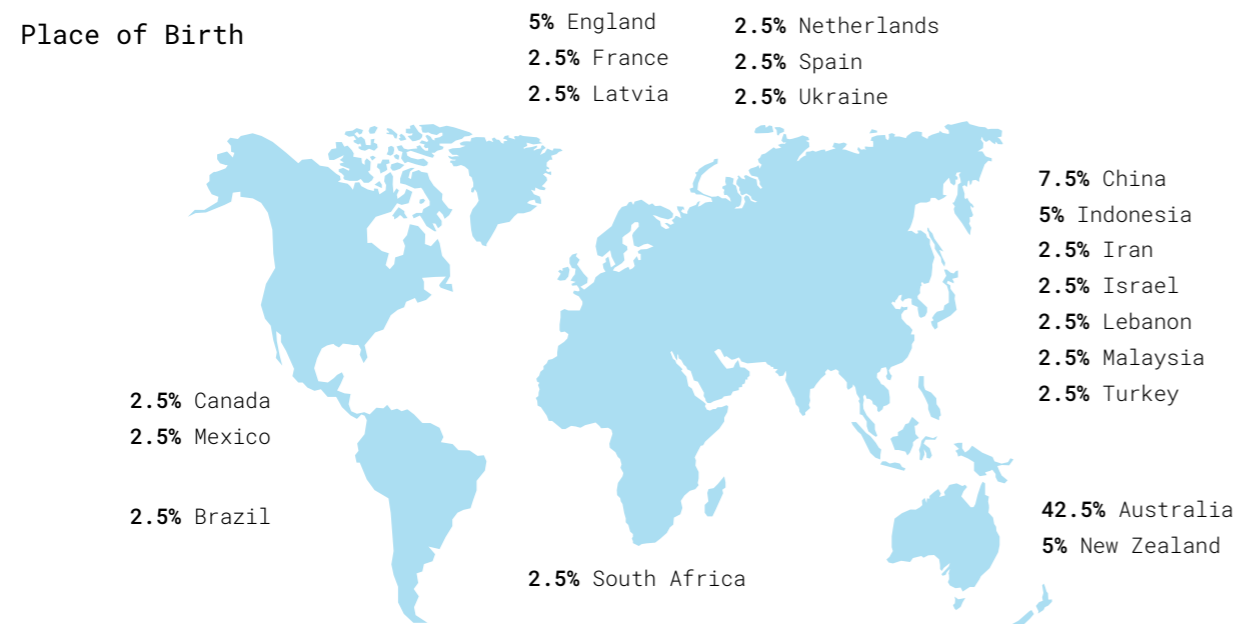 Place of Birth
5% England
2.5% France
2.5% Latvia
2.5% Netherlands
2.5% Spain
2.5% Ukraine
7.5% China
5% Indonesia
2.5% Iran
2.5% Israel
2.5% Lebanon
2.5% Malaysia
2.5% Turkey
2.5% Canada
2.5% Mexico
2.5% Brazil
42.5% Australia
5% New Zealand
2.5% South Africa